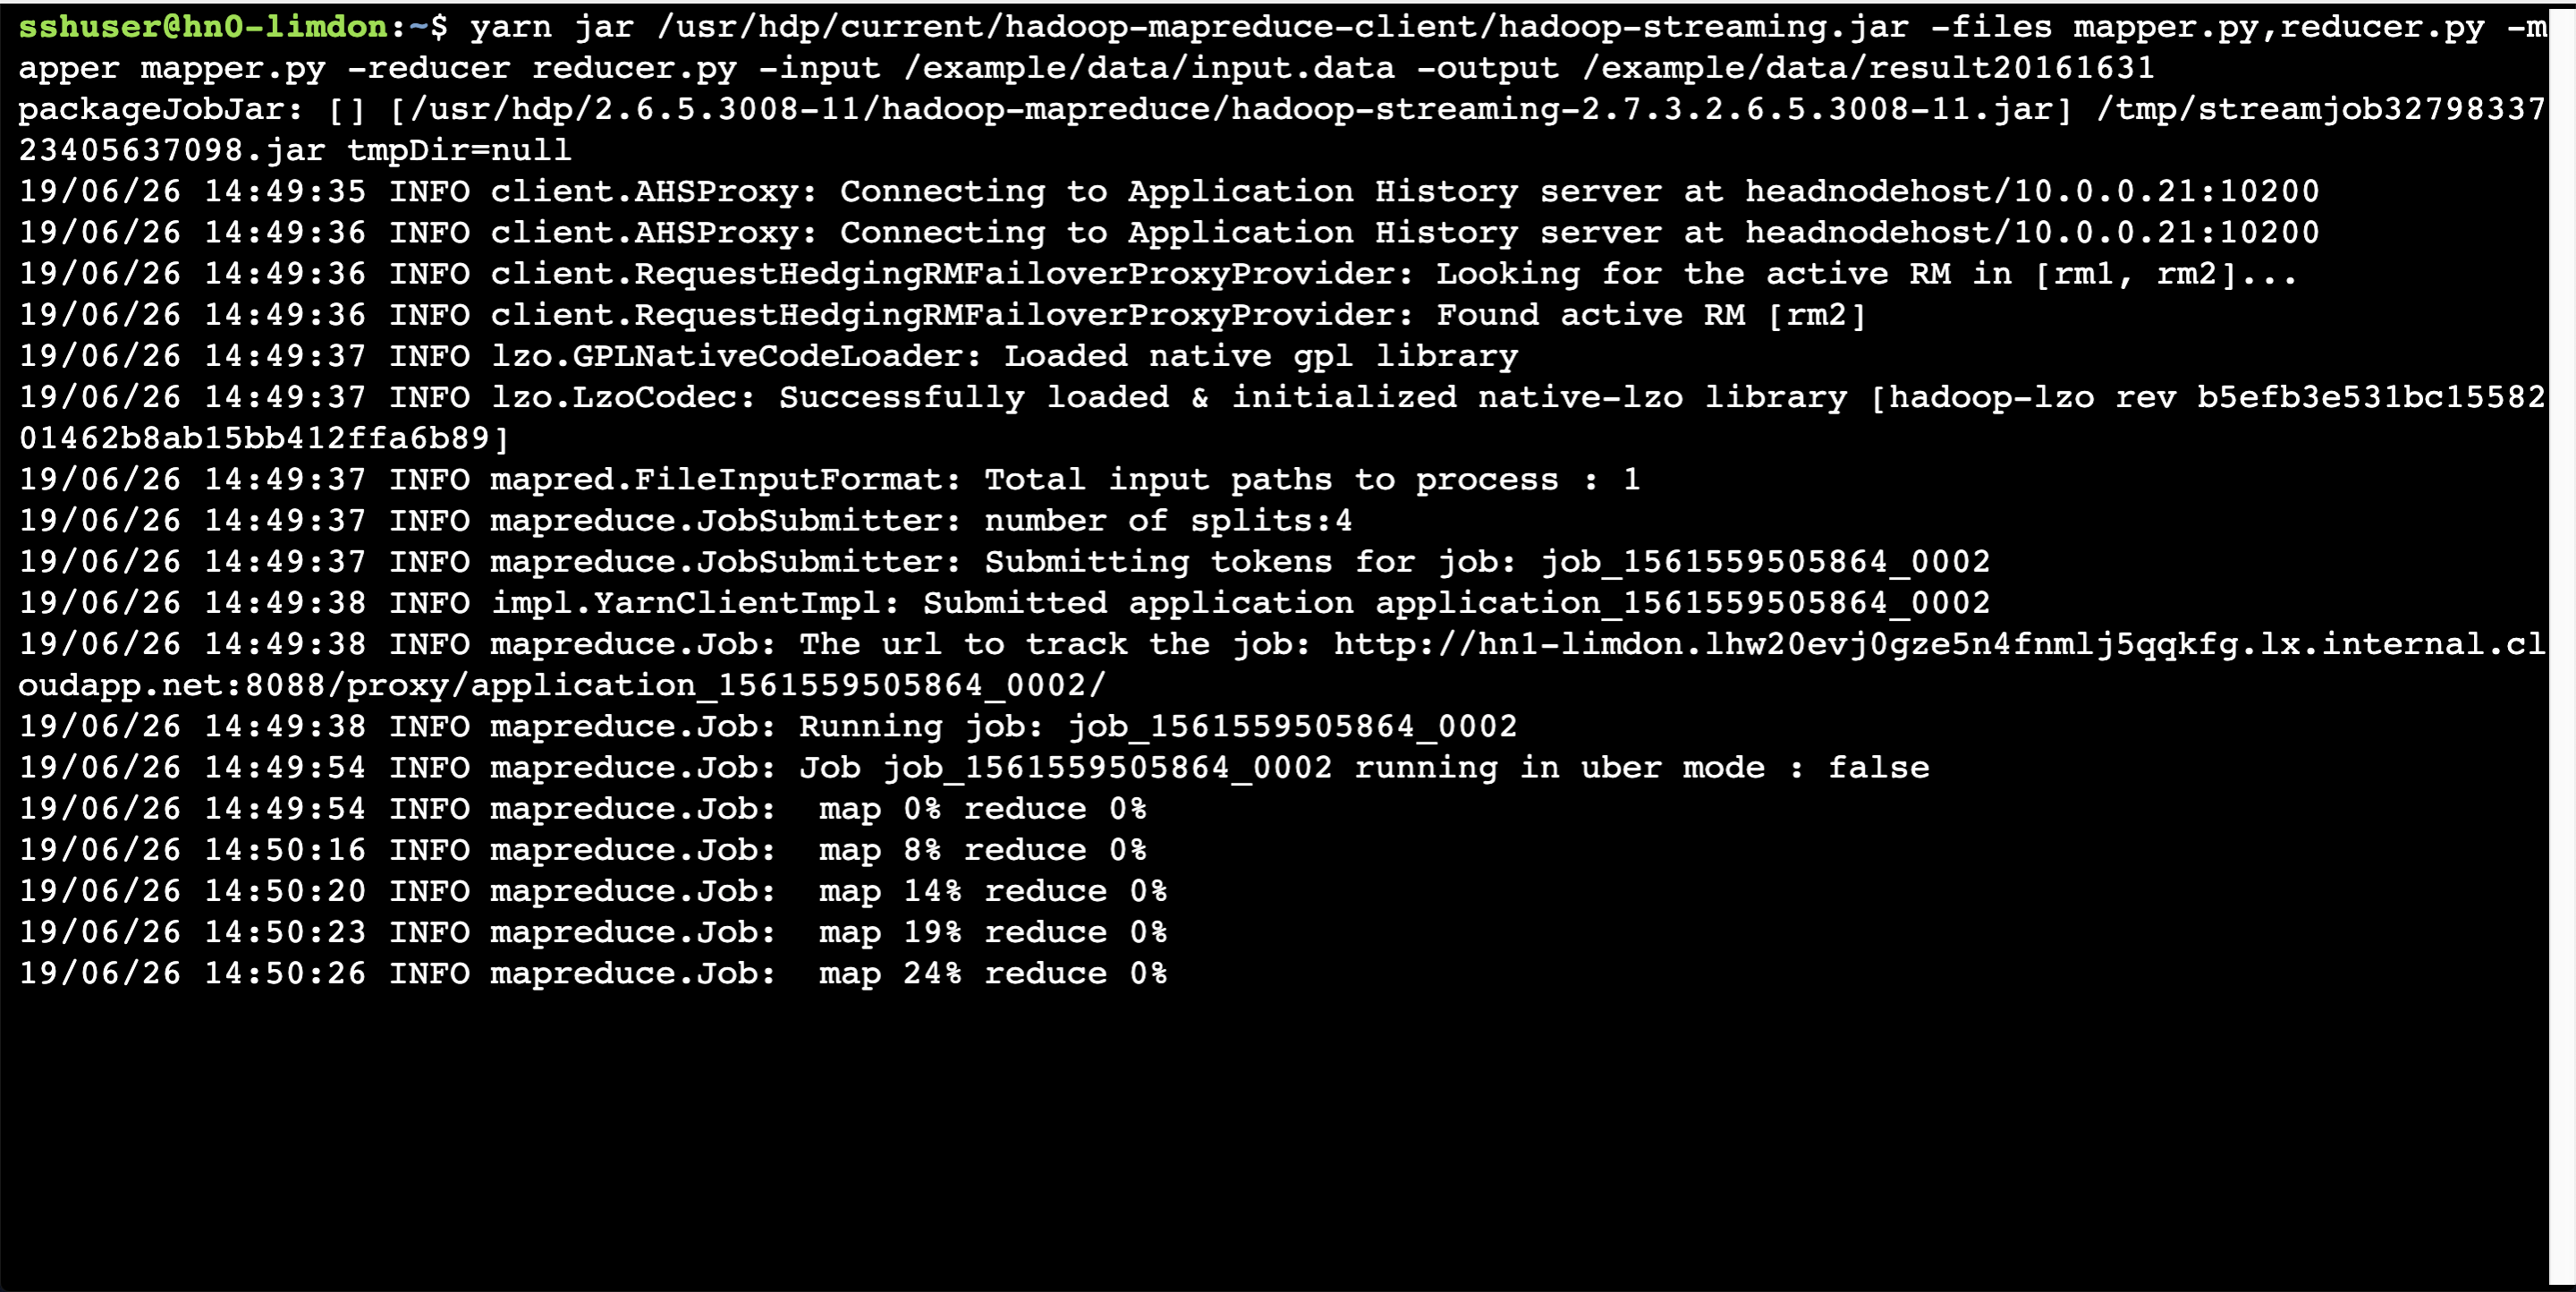 sshuser@hn0-limdon:~$ yarn jar /usr/hdp/current/hadoop-mapreduce-client/hadoop-streaming.jar -files mapper.py,reducer.py -m
apper mapper.py -reducer reducer.py -input /example/data/input.data -output /example/data/result20161631
packageJobJar: [] [/usr/hdp/2.6.5.3008-11/hadoop-mapreduce/hadoop-streaming-2.7.3.2.6.5.3008-11.jar] /tmp/streamjob32798337
23405637098.jar tmpDir=null
19/06/26 14:49:35 INFO client.AHSProxy: Connecting to Application History server at headnodehost/10.0.0.21:10200
19/06/26 14:49:36 INFO client.AHSProxy: Connecting to Application History server at headnodehost/10.0.0.21:10200
19/06/26 14:49:36 INFO client.RequestHedgingRMFailoverProxyProvider: Looking for the active RM in [rm1, rm2]...
19/06/26 14:49:36 INFO client.RequestHedgingRMFailoverProxyProvider: Found active RM [rm2]
19/06/26 14:49:37 INFO lzo.GPLNativeCodeLoader: Loaded native gpl library
19/06/26 14:49:37 INFO lzo.LzoCodec: Successfully loaded & initialized native-lzo library [hadoop-lzo rev b5efb3e531bc15582
01462b8ab15bb412ffa6b89]
19/06/26 14:49:37 INFO mapred.FileInputFormat: Total input paths to process : 1
19/06/26 14:49:37 INFO mapreduce.JobSubmitter: number of splits:4
19/06/26 14:49:37 INFO mapreduce.JobSubmitter: Submitting tokens for job: job_1561559505864_0002
19/06/26 14:49:38 INFO impl.YarnClientImpl: Submitted application application_1561559505864_0002
19/06/26 14:49:38 INFO mapreduce.Job: The url to track the job: http://hn1-limdon.lhw20evj0gze5n4fnmlj5qqkfg.lx.internal.cl
oudapp.net:8088/proxy/application_1561559505864_0002/
19/06/26 14:49:38 INFO mapreduce.Job: Running job: job_1561559505864_0002
19/06/26 14:49:54 INFO mapreduce.Job: Job job_1561559505864_0002 running in uber mode : false
19/06/26 14:49:54 INFO mapreduce.Job:  map 0% reduce 0%
19/06/26 14:50:16 INFO mapreduce.Job:  map 8% reduce 0%
19/06/26 14:50:20 INFO mapreduce.Job:  map 14% reduce 0%
19/06/26 14:50:23 INFO mapreduce.Job:  map 19% reduce 0%
19/06/26 14:50:26 INFO mapreduce.Job:  map 24% reduce 0%